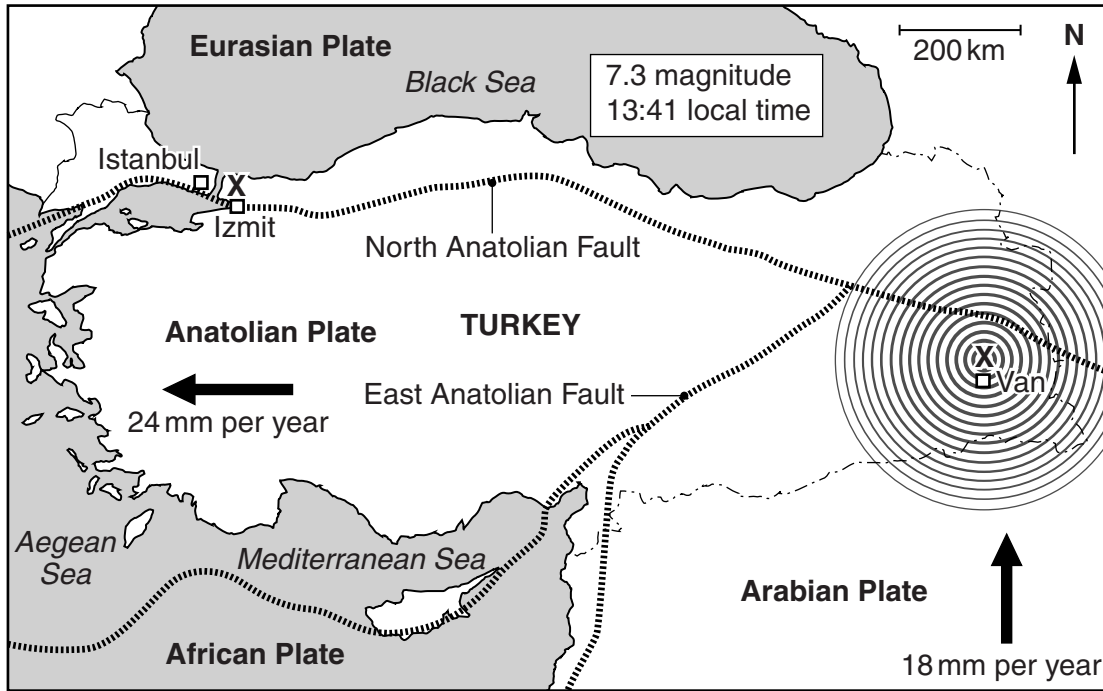 Eurasian Plate
Black Sea
7.3 magnitude
13:41 local time
200 km
N
Istanbul
X
Izmit
North Anatolian Fault
Anatolian Plate
TURKEY
24 mm per year
East Anatolian Fault
X
Van
Aegean
Sea
Mediterranean Sea
African Plate
Arabian Plate
18 mm per year